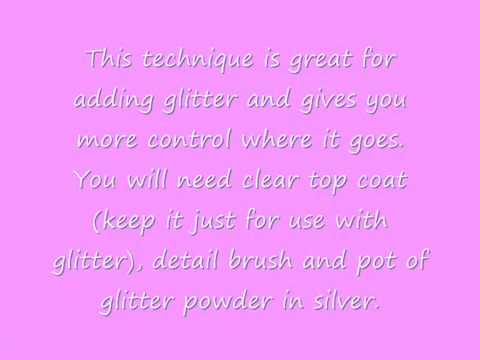 This technique is great for
adding glitter and gives you
more control where it goes.
You will need clear top coat
(keep it just for use with
glitter), detail brush and pot of
glitter powder in silver.